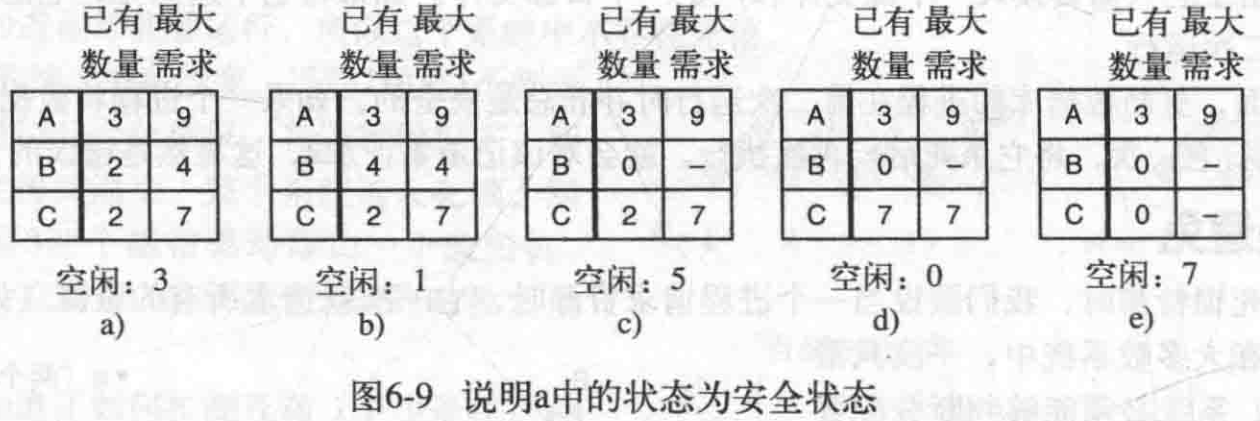 已有 最大 已有 最大 已有 最大 已有 最大 已有 最大
数量 需求 数量 需求 数量 需求 数量 需求 数量 需求
A 3 9 A 3 9 A 3 9 A 3 9 A 3 9
B 2 4 B 4 4 B 0 – B 0 – B 0 –
C 2 7 C 2 7 C 2 7 C 7 7 C 0 –
空闲：3 空闲：1 空闲：5 空闲：0 空闲：7
a) b) c) d) e)
图6-9 说明a中的状态为安全状态